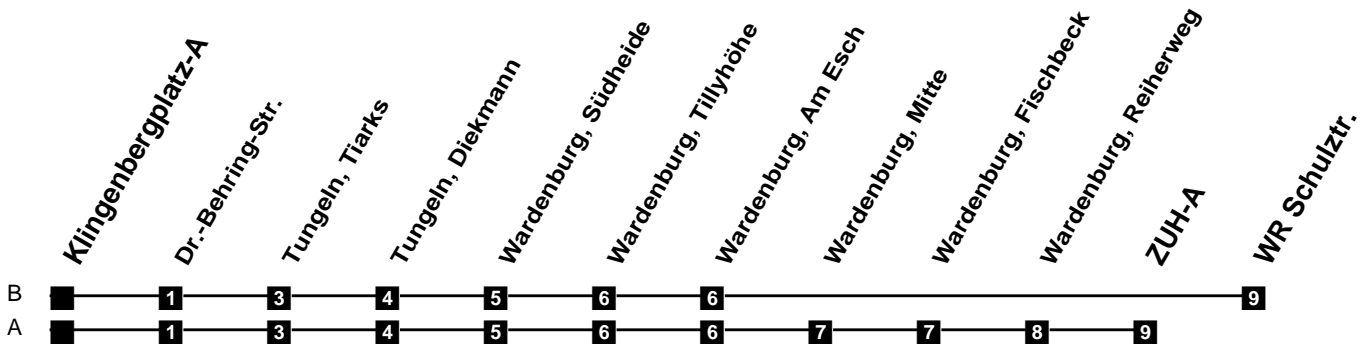 Klingenbergplatz-A
Dr.-Behring-Str.
Tungeln, Tiarks
Tungeln, Diekmann
Wardenburg, Südheide
Wardenburg, Tillyhöhe
Wardenburg, Am Esch
Wardenburg, Mitte
Wardenburg, Fischbeck
Wardenburg, Reiherweg
ZUH-A
WR Schulztr.
B 1 3 4 5 6 6 9
A 1 3 4 5 6 6 7 7 8 9